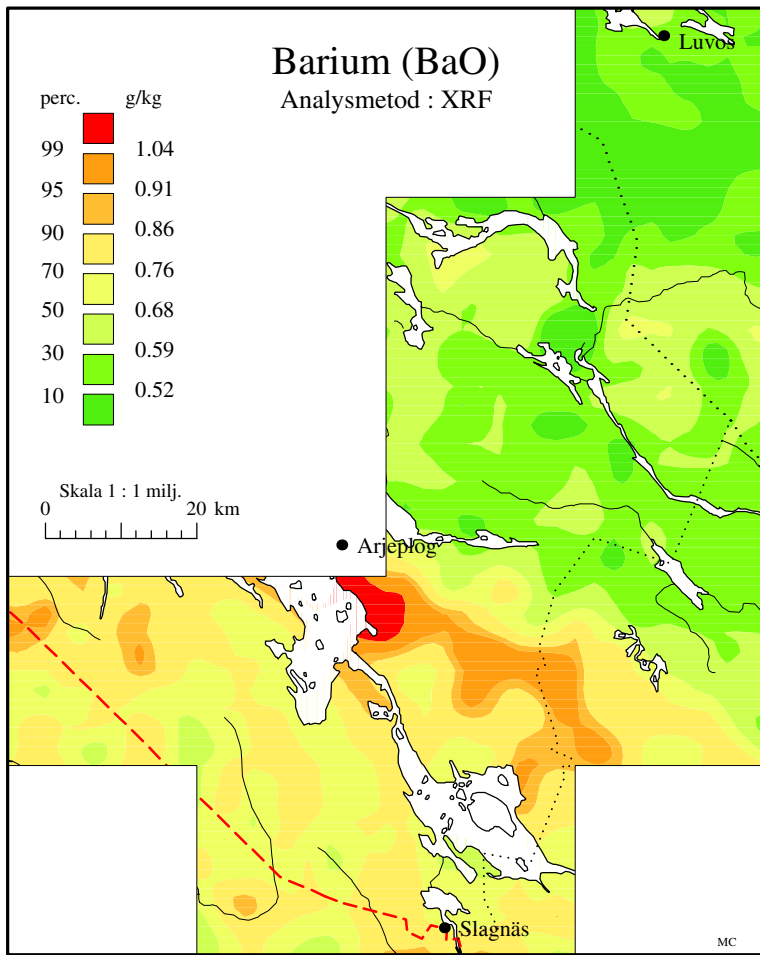 Luvos
Barium (BaO)
Analysmetod : XRF
perc. g/kg
99 1.04
95 0.91
90 0.86
70 0.76
50 0.68
30 0.59
10 0.52
Skala 1 : 1 milj.
0 20 km
Arjeplog
Slagnäs
MC